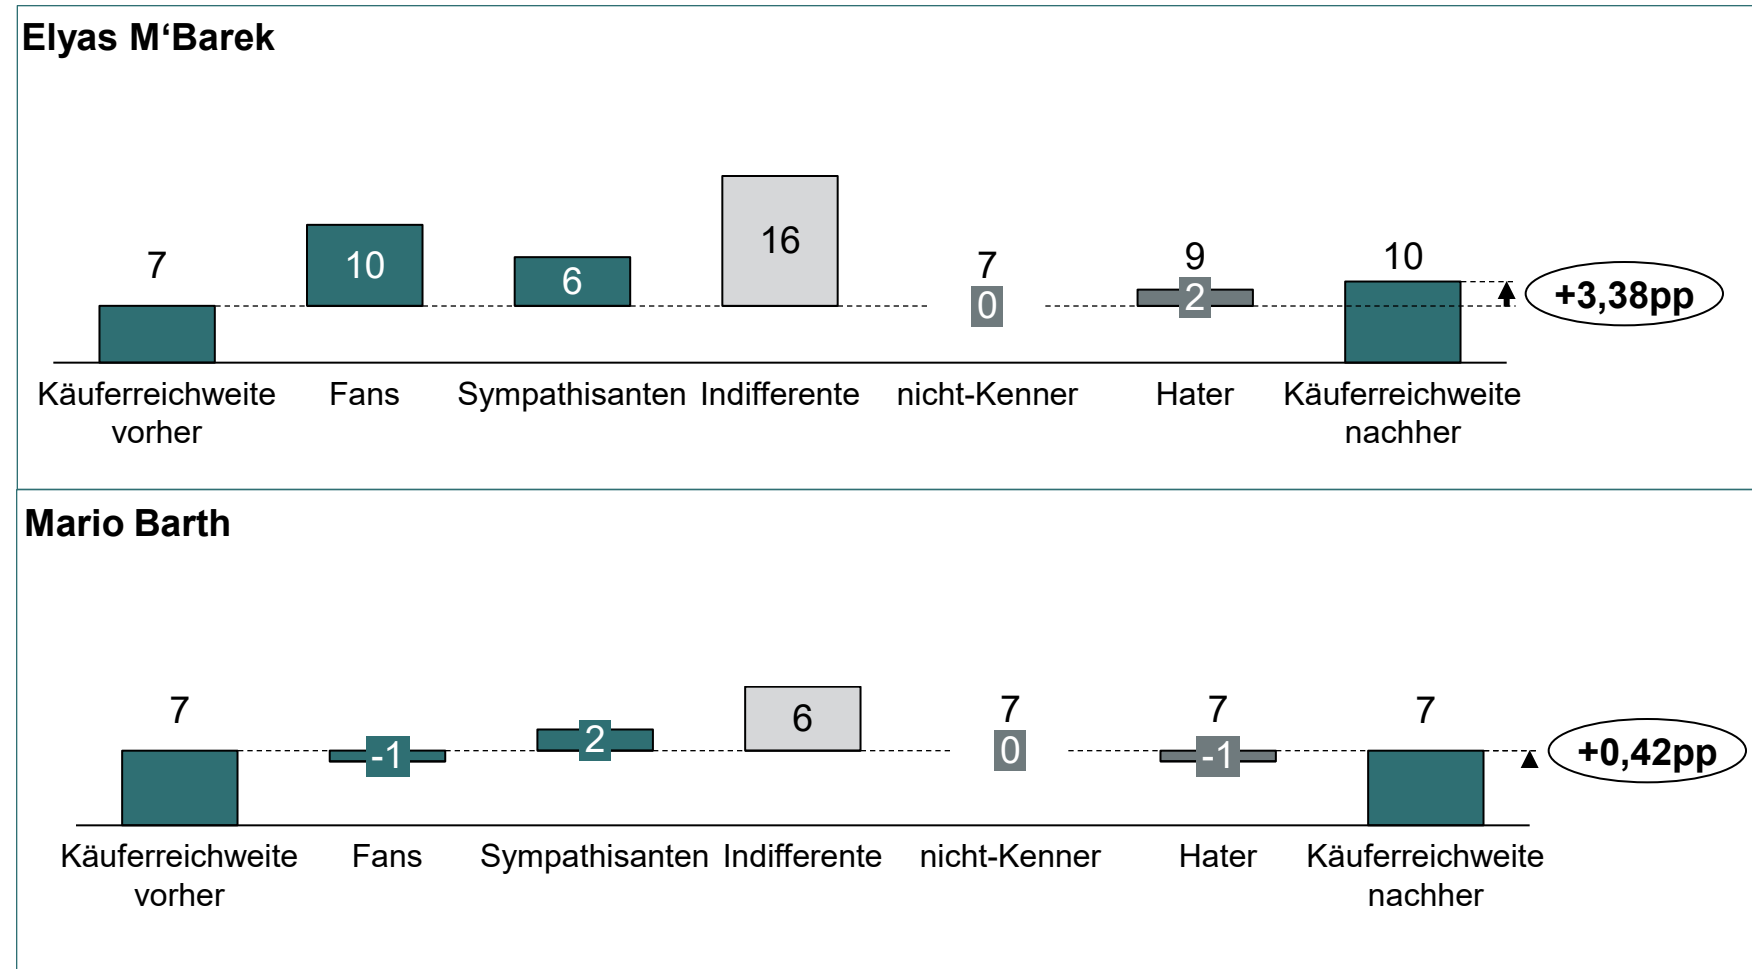 Elyas M‘Barek
7
10
6
16
7
0
9
2
10
+3,38pp
Käuferreichweite vorher
Fans
Sympathisanten
Indifferente
nicht-Kenner
Hater
Käuferreichweite nachher
Mario Barth
7
-1
2
6
7
0
7
-1
7
+0,42pp
Käuferreichweite vorher
Fans
Sympathisanten
Indifferente
nicht-Kenner
Hater
Käuferreichweite nachher